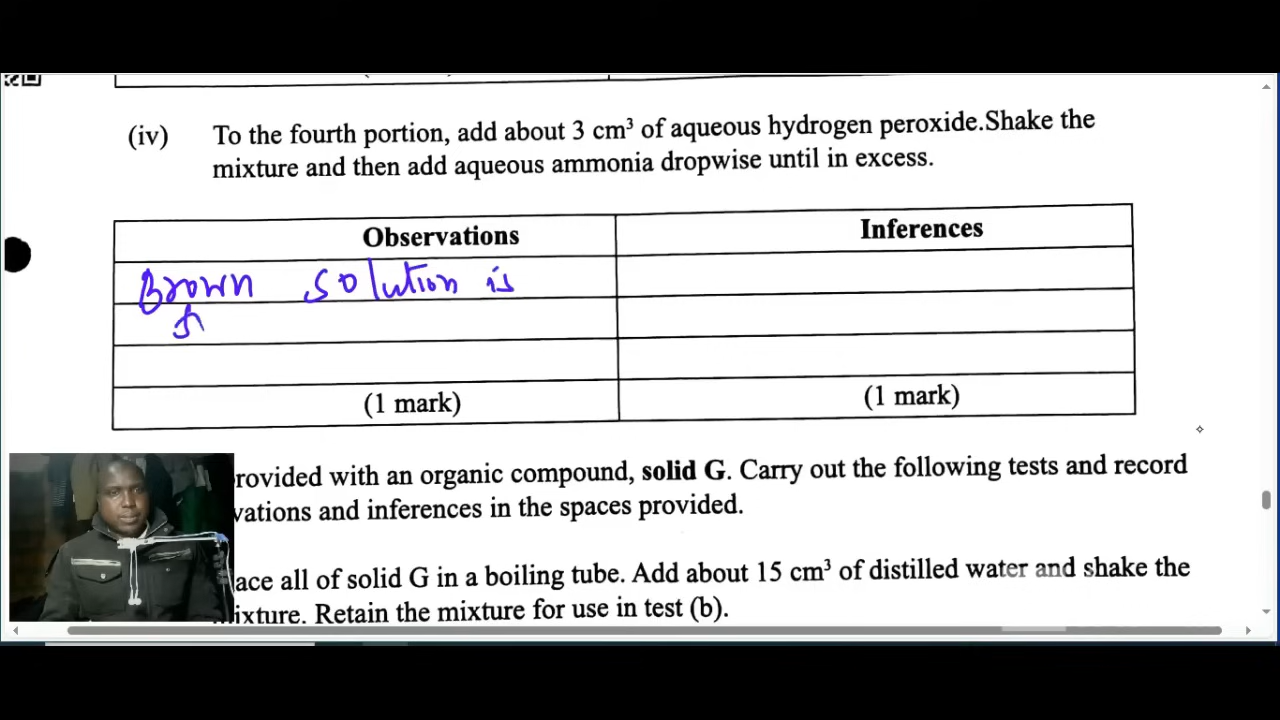 (iv) To the fourth portion, add about 3 cm³ of aqueous hydrogen peroxide.Shake the
mixture and then add aqueous ammonia dropwise until in excess.
Observations Inferences
Brown solution is
(1 mark) (1 mark)
rovided with an organic compound, solid G. Carry out the following tests and record
vations and inferences in the spaces provided.
ace all of solid G in a boiling tube. Add about 15 cm³ of distilled water and shake the
ixture. Retain the mixture for use in test (b).